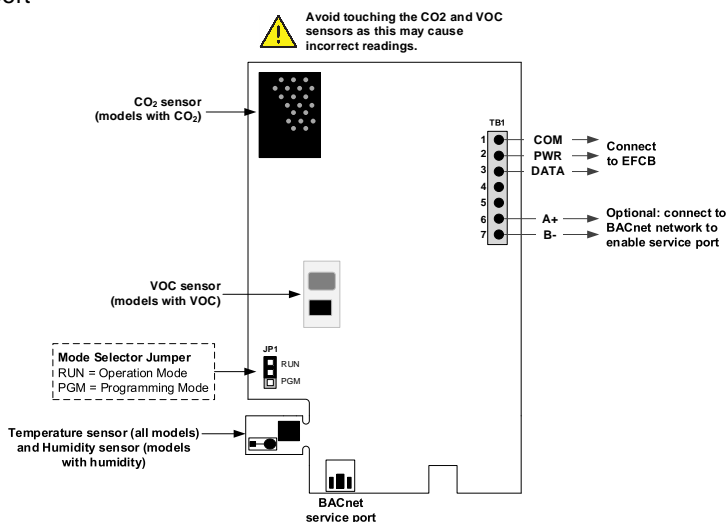 Avoid touching the CO2 and VOC
sensors as this may cause
incorrect readings.
CO2 sensor
(models with CO2)
TB1
1
COM
2
PWR
3
DATA
4
5
6
A+
7
B-
Connect
to EFCB
Optional: connect to
BACnet network to
enable service port
VOC sensor
(models with VOC)
Mode Selector Jumper
RUN = Operation Mode
PGM = Programming Mode
JP1
RUN
PGM
Temperature sensor (all models)
and Humidity sensor (models
with humidity)
BACnet
service port